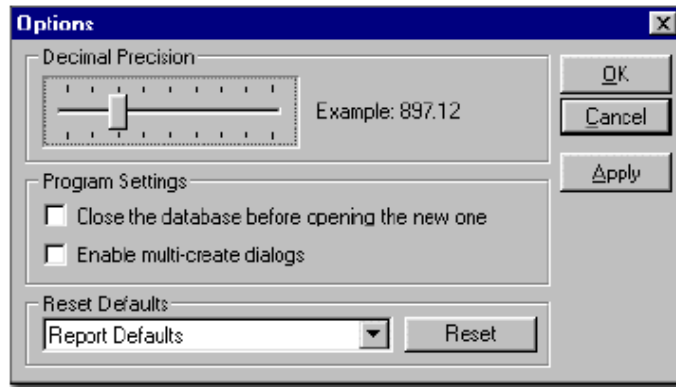 Options
Decimal Precision
Example: 897.12
OK
Cancel
Apply
Program Settings
Close the database before opening the new one
Enable multi-create dialogs
Reset Defaults
Report Defaults
Reset